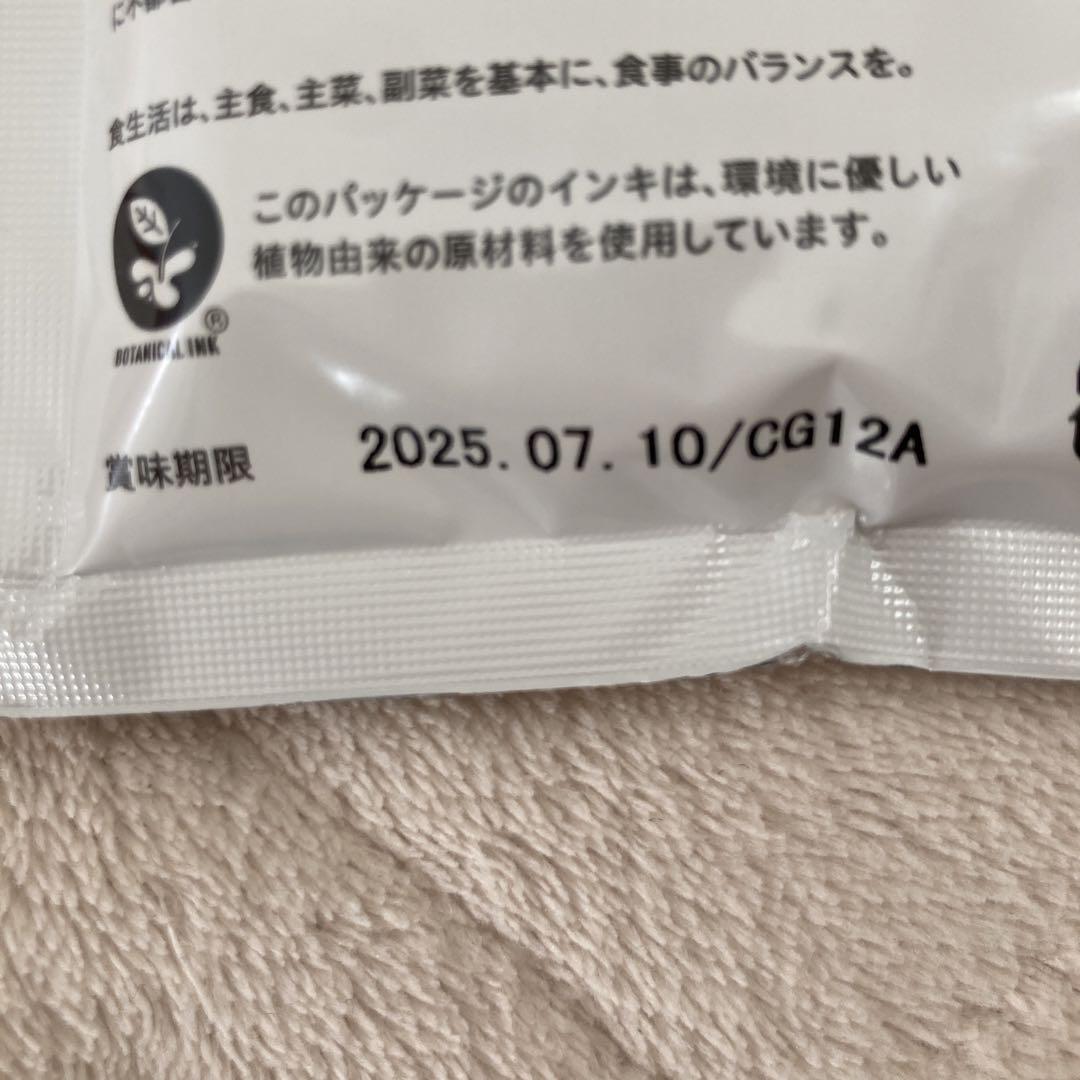 食生活は、主食、主菜、副菜を基本に、食事のバランスを。
このパッケージのインキは、環境に優しい
植物由来の原材料を使用しています。
BOTANICAL INK ®
賞味期限 2025.07.10/CG12A